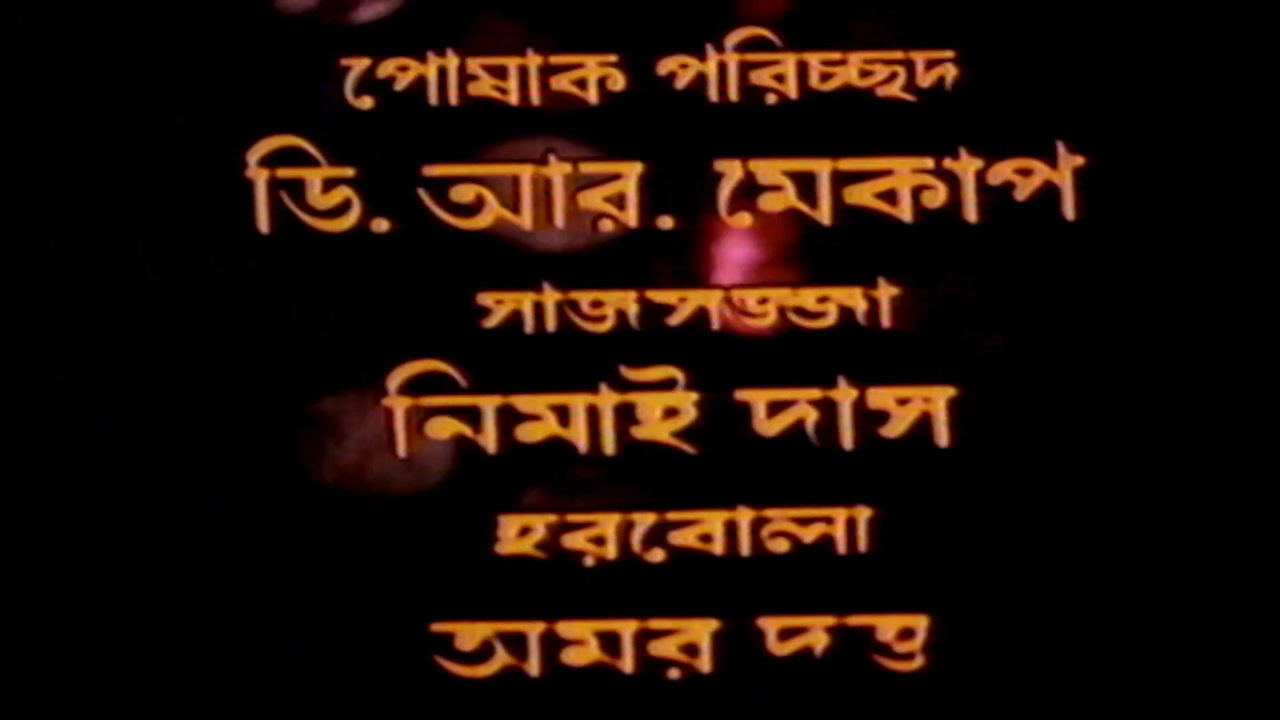 পোষাক পরিচ্ছদ
ডি. আর. মেকাপ
সাজসজ্জা
নিমাই দাস
হরবোলা
অমর দত্ত